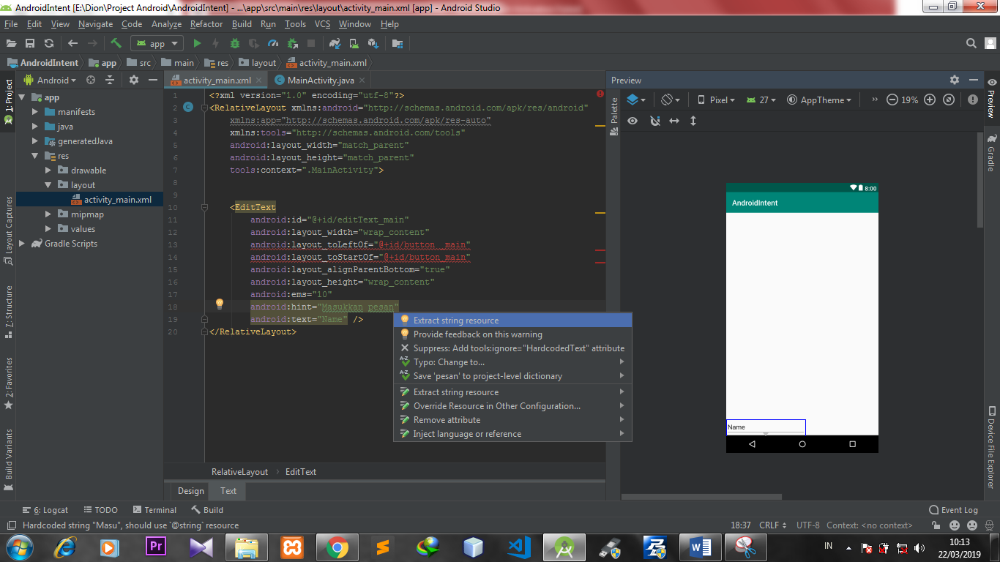 AndroidIntent [E:\Dion\Project Android\AndroidIntent] - ...\app\src\main\res\layout\activity_main.xml [app] - Android Studio
File Edit View Navigate Code Analyze Refactor Build Run Tools VCS Window Help
app
AndroidIntent app src main res layout activity_main.xml
Android
activity_main.xml
MainActivity.java
Preview
1: Project
Layout Captures
7: Structure
2: Favorites
Build Variants
app
manifests
java
generatedJava
res
drawable
layout
activity_main.xml
mipmap
values
Gradle Scripts
1 <?xml version="1.0" encoding="utf-8"?>
2 <RelativeLayout xmlns:android="http://schemas.android.com/apk/res/android"
3 xmlns:app="http://schemas.android.com/apk/res-auto"
4 xmlns:tools="http://schemas.android.com/tools"
5 android:layout_width="match_parent"
6 android:layout_height="match_parent"
7 tools:context=".MainActivity">
8
9
10 <EditText
11 android:id="@+id/editText_main"
12 android:layout_width="wrap_content"
13 android:layout_toLeftOf="@+id/button _main"
14 android:layout_toStartOf="@+id/button_main"
15 android:layout_alignParentBottom="true"
16 android:layout_height="wrap_content"
17 android:ems="10"
18 android:hint="Masukkan pesan"
19 android:text="Name" />
20 </RelativeLayout>
Extract string resource
Provide feedback on this warning
Suppress: Add tools:ignore="HardcodedText" attribute
Typo: Change to...
Save 'pesan' to project-level dictionary
Extract string resource
Override Resource in Other Configuration...
Remove attribute
Inject language or reference
RelativeLayout › EditText
Design Text
Palette
Pixel 27 AppTheme » 19%
8:00
AndroidIntent
Name
Preview
Gradle
Device File Explorer
6: Logcat TODO Terminal Build Event Log
Hardcoded string "Masu", should use `@string` resource 18:37 CRLF UTF-8 Context: <no context>
Pr
IN
10:13
22/03/2019